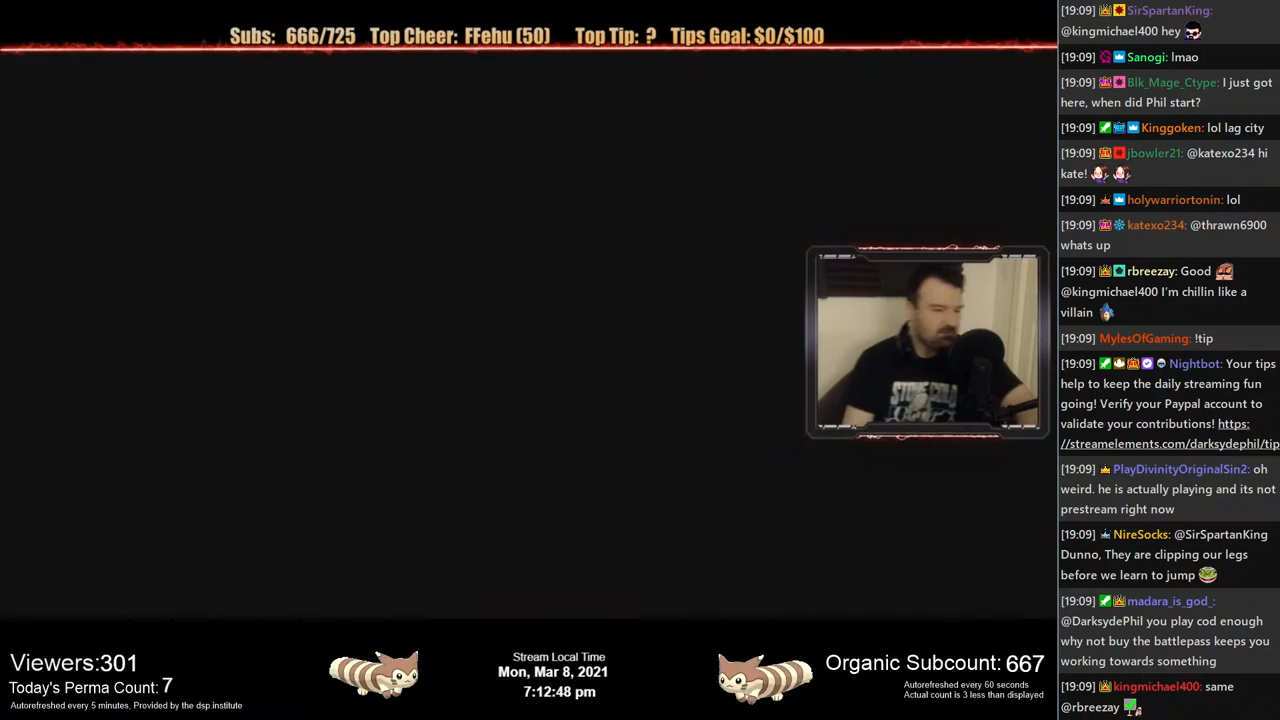 Subs: 666/725 Top Cheer: FFehu (50) Top Tip: ? Tips Goal: $0/$100
STONE COLD
Viewers:301
Today's Perma Count: 7
Autorefreshed every 5 minutes, Provided by the dsp.institute
Stream Local Time
Mon, Mar 8, 2021
7:12:48 pm
Organic Subcount: 667
Autorefreshed every 60 seconds
Actual count is 3 less than displayed
[19:09] SirSpartanKing:
@kingmichael400 hey
[19:09] Sanogi: lmao
[19:09] Blk_Mage_Ctype: I just got
here, when did Phil start?
[19:09] Kinggoken: lol lag city
[19:09] jbowler21: @katexo234 hi
kate!
[19:09] holywarriortonin: lol
[19:09] katexo234: @thrawn6900
whats up
[19:09] rbreezay: Good
@kingmichael400 I'm chillin like a
villain
[19:09] MylesOfGaming: !tip
[19:09] Nightbot: Your tips
help to keep the daily streaming fun
going! Verify your Paypal account to
validate your contributions! https:
//streamelements.com/darksydephil/tip
[19:09] PlayDivinityOriginalSin2: oh
weird. he is actually playing and its not
prestream right now
[19:09] NireSocks: @SirSpartanKing
Dunno, They are clipping our legs
before we learn to jump
[19:09] madara_is_god_:
@DarksydePhil you play cod enough
why not buy the battlepass keeps you
working towards something
[19:09] kingmichael400: same
@rbreezay